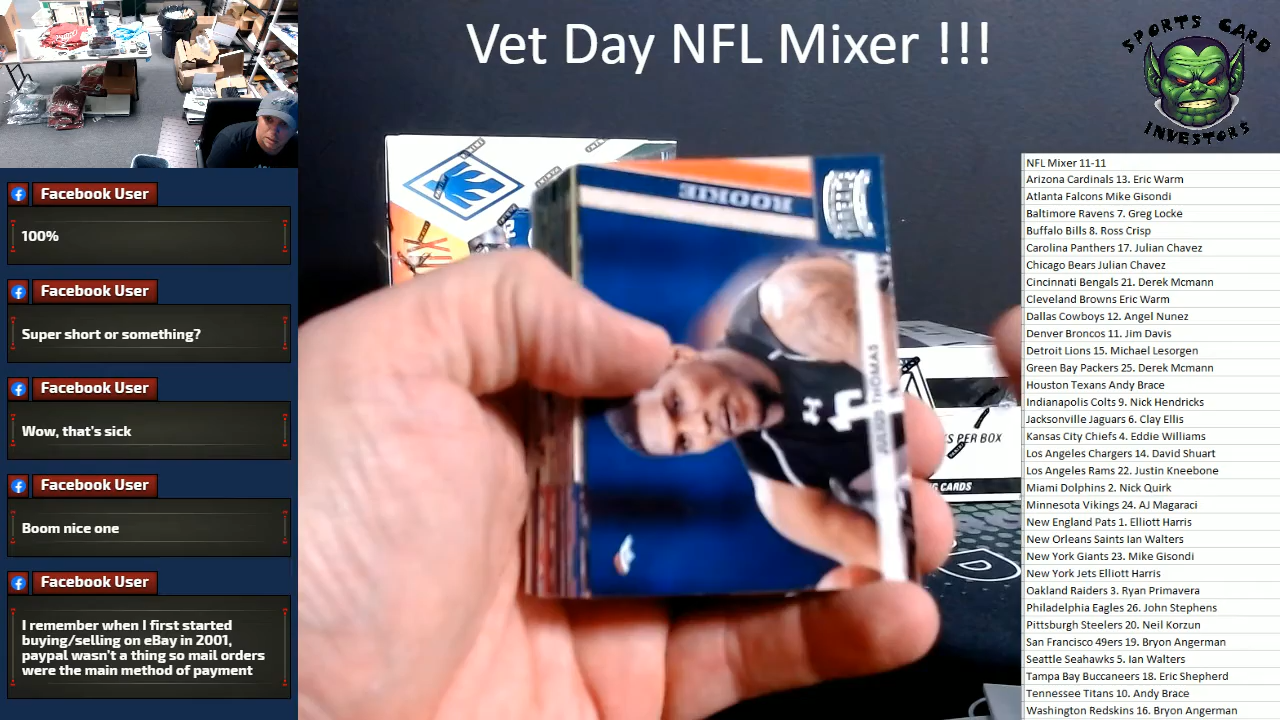 Vet Day NFL Mixer !!!
SPORTS CARD
INVESTORS
Facebook User
100%
Facebook User
Super short or something?
Facebook User
Wow, that's sick
Facebook User
Boom nice one
Facebook User
I remember when I first started
buying/selling on eBay in 2001,
paypal wasn't a thing so mail orders
were the main method of payment
ROOKIE
JULIUS THOMAS
S PER BOX
G CARDS
NFL Mixer 11-11
Arizona Cardinals 13. Eric Warm
Atlanta Falcons Mike Gisondi
Baltimore Ravens 7. Greg Locke
Buffalo Bills 8. Ross Crisp
Carolina Panthers 17. Julian Chavez
Chicago Bears Julian Chavez
Cincinnati Bengals 21. Derek Mcmann
Cleveland Browns Eric Warm
Dallas Cowboys 12. Angel Nunez
Denver Broncos 11. Jim Davis
Detroit Lions 15. Michael Lesorgen
Green Bay Packers 25. Derek Mcmann
Houston Texans Andy Brace
Indianapolis Colts 9. Nick Hendricks
Jacksonville Jaguars 6. Clay Ellis
Kansas City Chiefs 4. Eddie Williams
Los Angeles Chargers 14. David Shuart
Los Angeles Rams 22. Justin Kneebone
Miami Dolphins 2. Nick Quirk
Minnesota Vikings 24. AJ Magaraci
New England Pats 1. Elliott Harris
New Orleans Saints Ian Walters
New York Giants 23. Mike Gisondi
New York Jets Elliott Harris
Oakland Raiders 3. Ryan Primavera
Philadelphia Eagles 26. John Stephens
Pittsburgh Steelers 20. Neil Korzun
San Francisco 49ers 19. Bryon Angerman
Seattle Seahawks 5. Ian Walters
Tampa Bay Buccaneers 18. Eric Shepherd
Tennessee Titans 10. Andy Brace
Washington Redskins 16. Bryon Angerman